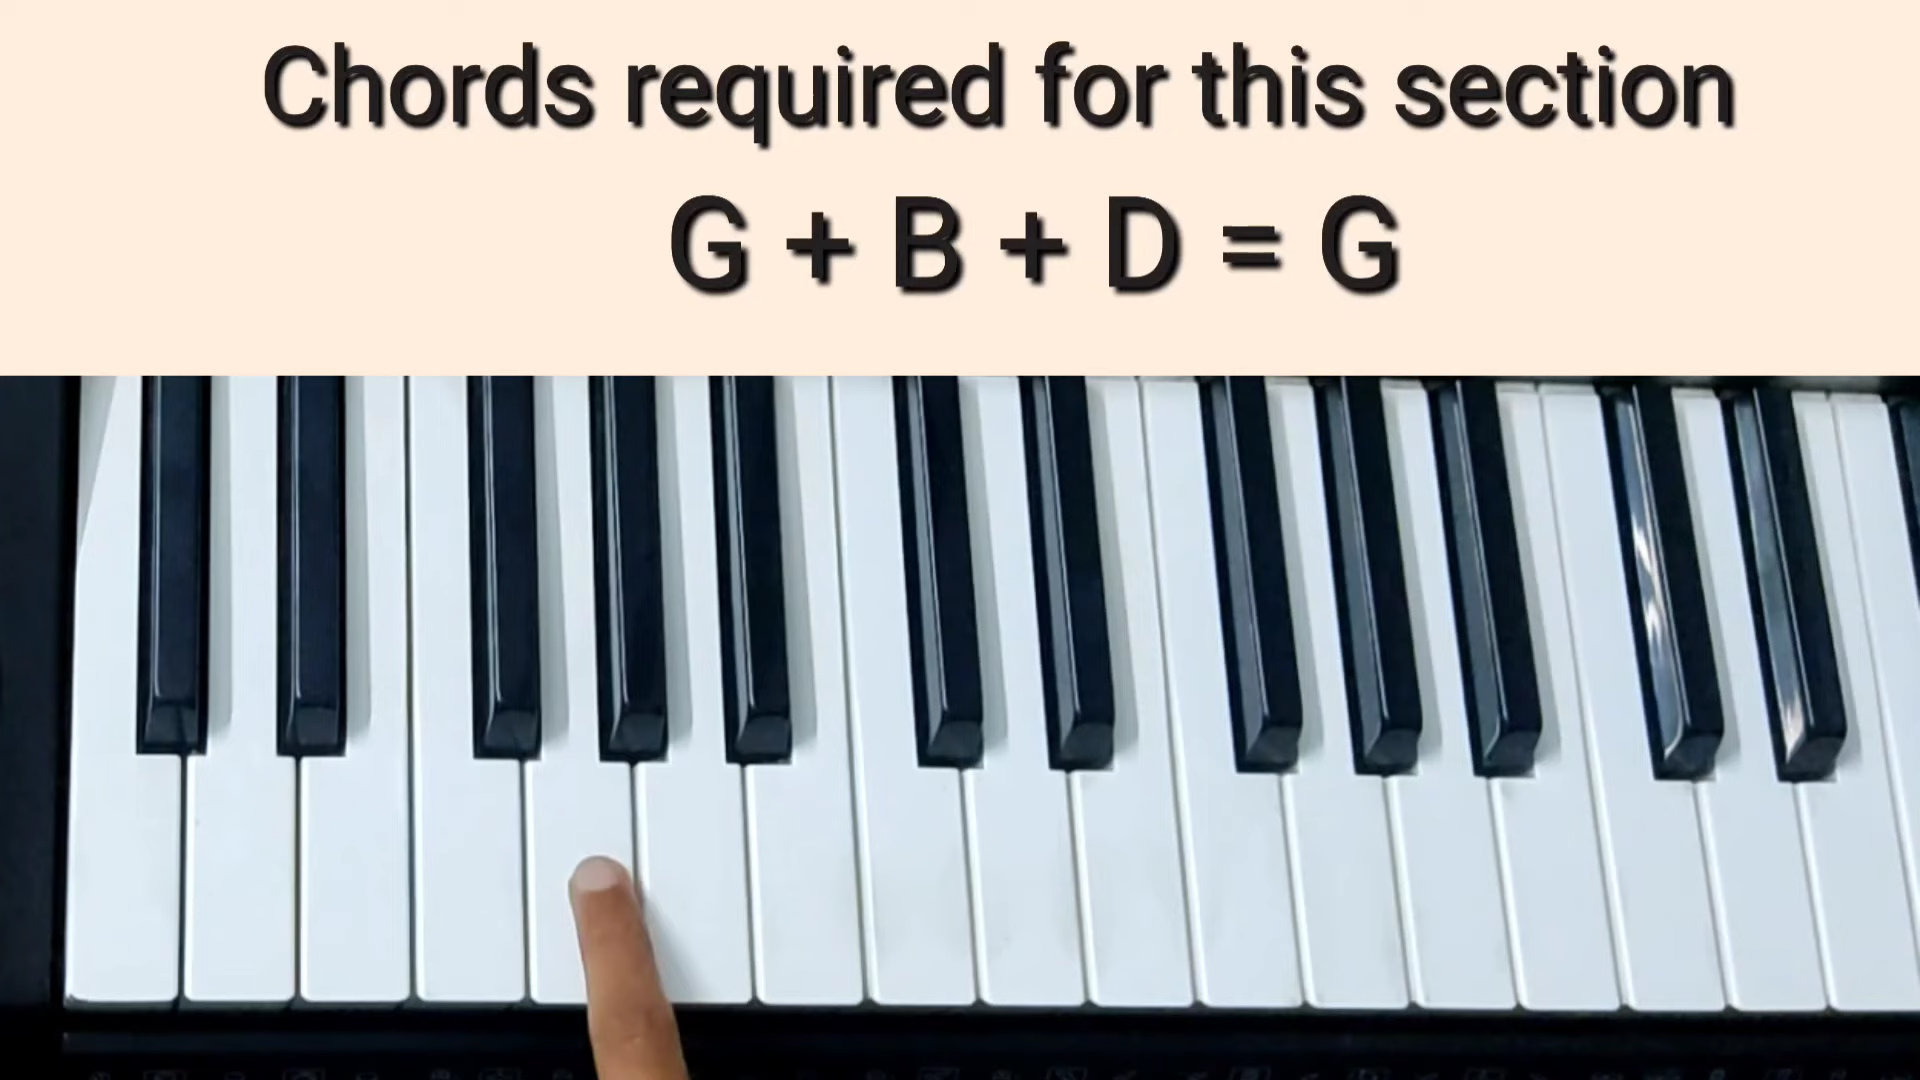 Chords required for this section
G + B + D = G